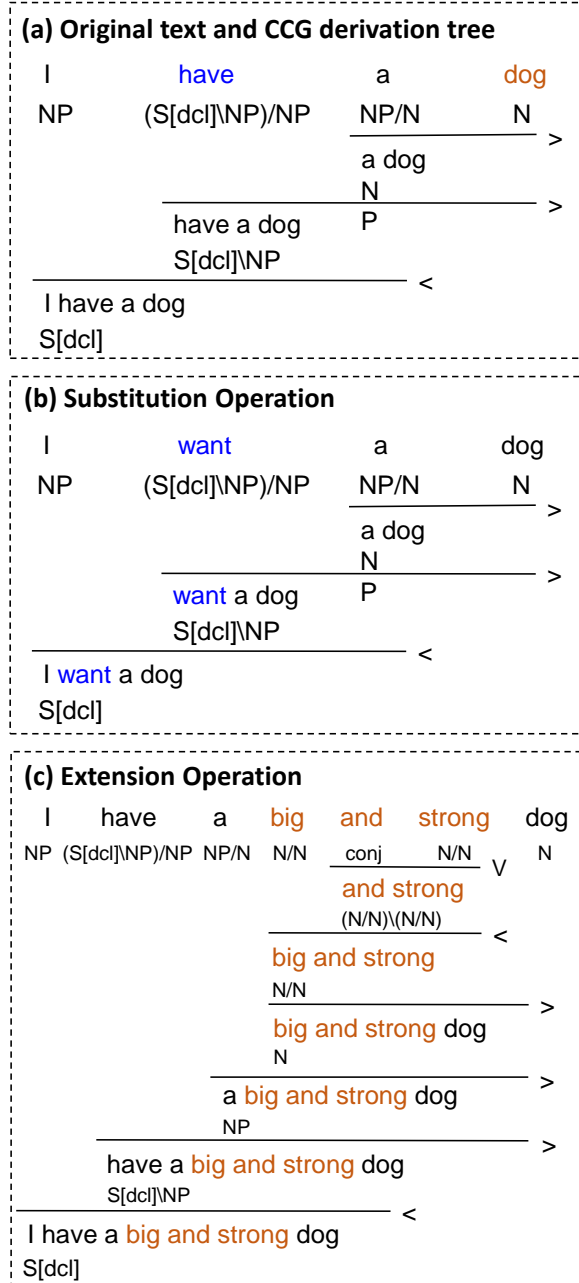 (a) Original text and CCG derivation tree
I have a dog
NP (S[dcl]\NP)/NP NP/N N
>
a dog
N
>
have a dog P
S[dcl]\NP
<
I have a dog
S[dcl]
(b) Substitution Operation
I want a dog
NP (S[dcl]\NP)/NP NP/N N
>
a dog
N
>
want a dog P
S[dcl]\NP
<
I want a dog
S[dcl]
(c) Extension Operation
I have a big and strong dog
NP (S[dcl]\NP)/NP NP/N N/N conj N/N N
V
and strong
(N/N)\(N/N)
<
big and strong
N/N
>
big and strong dog
N
>
a big and strong dog
NP
>
have a big and strong dog
S[dcl]\NP
<
I have a big and strong dog
S[dcl]